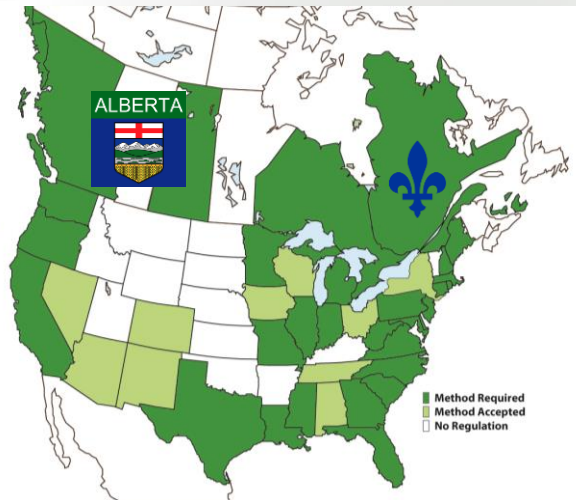 ALBERTA
Method Required
Method Accepted
No Regulation